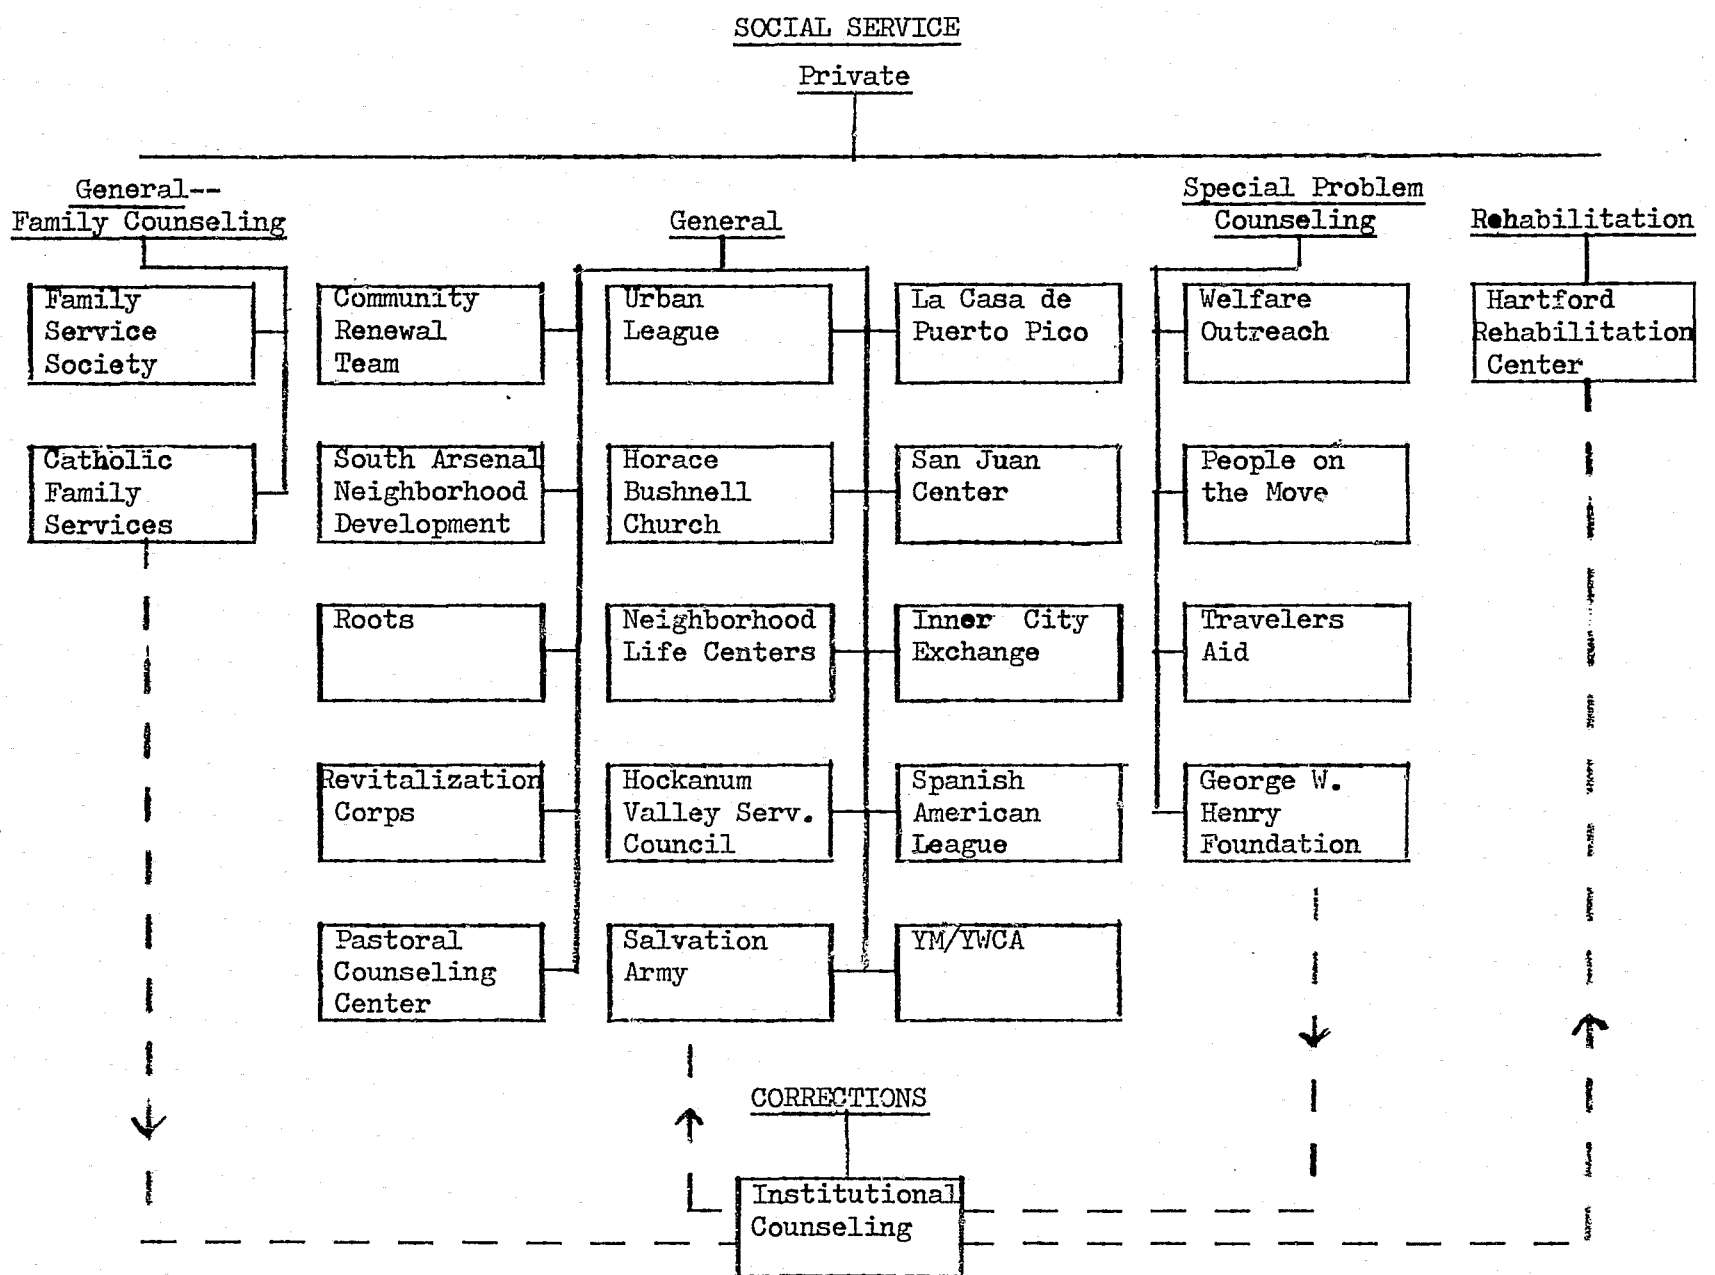 SOCIAL SERVICE
Private
General--
Family Counseling
General
Special Problem
Counseling
Rehabilitation
Family
Service
Society
Community
Renewal
Team
Urban
League
La Casa de
Puerto Pico
Welfare
Outreach
Hartford
Rehabilitation
Center
Catholic
Family
Services
South Arsenal
Neighborhood
Development
Horace
Bushnell
Church
San Juan
Center
People on
the Move
Roots
Neighborhood
Life Centers
Inner City
Exchange
Travelers
Aid
Revitalization
Corps
Hockanum
Valley Serv.
Council
Spanish
American
League
George W.
Henry
Foundation
Pastoral
Counseling
Center
Salvation
Army
YM/YWCA
CORRECTIONS
Institutional
Counseling